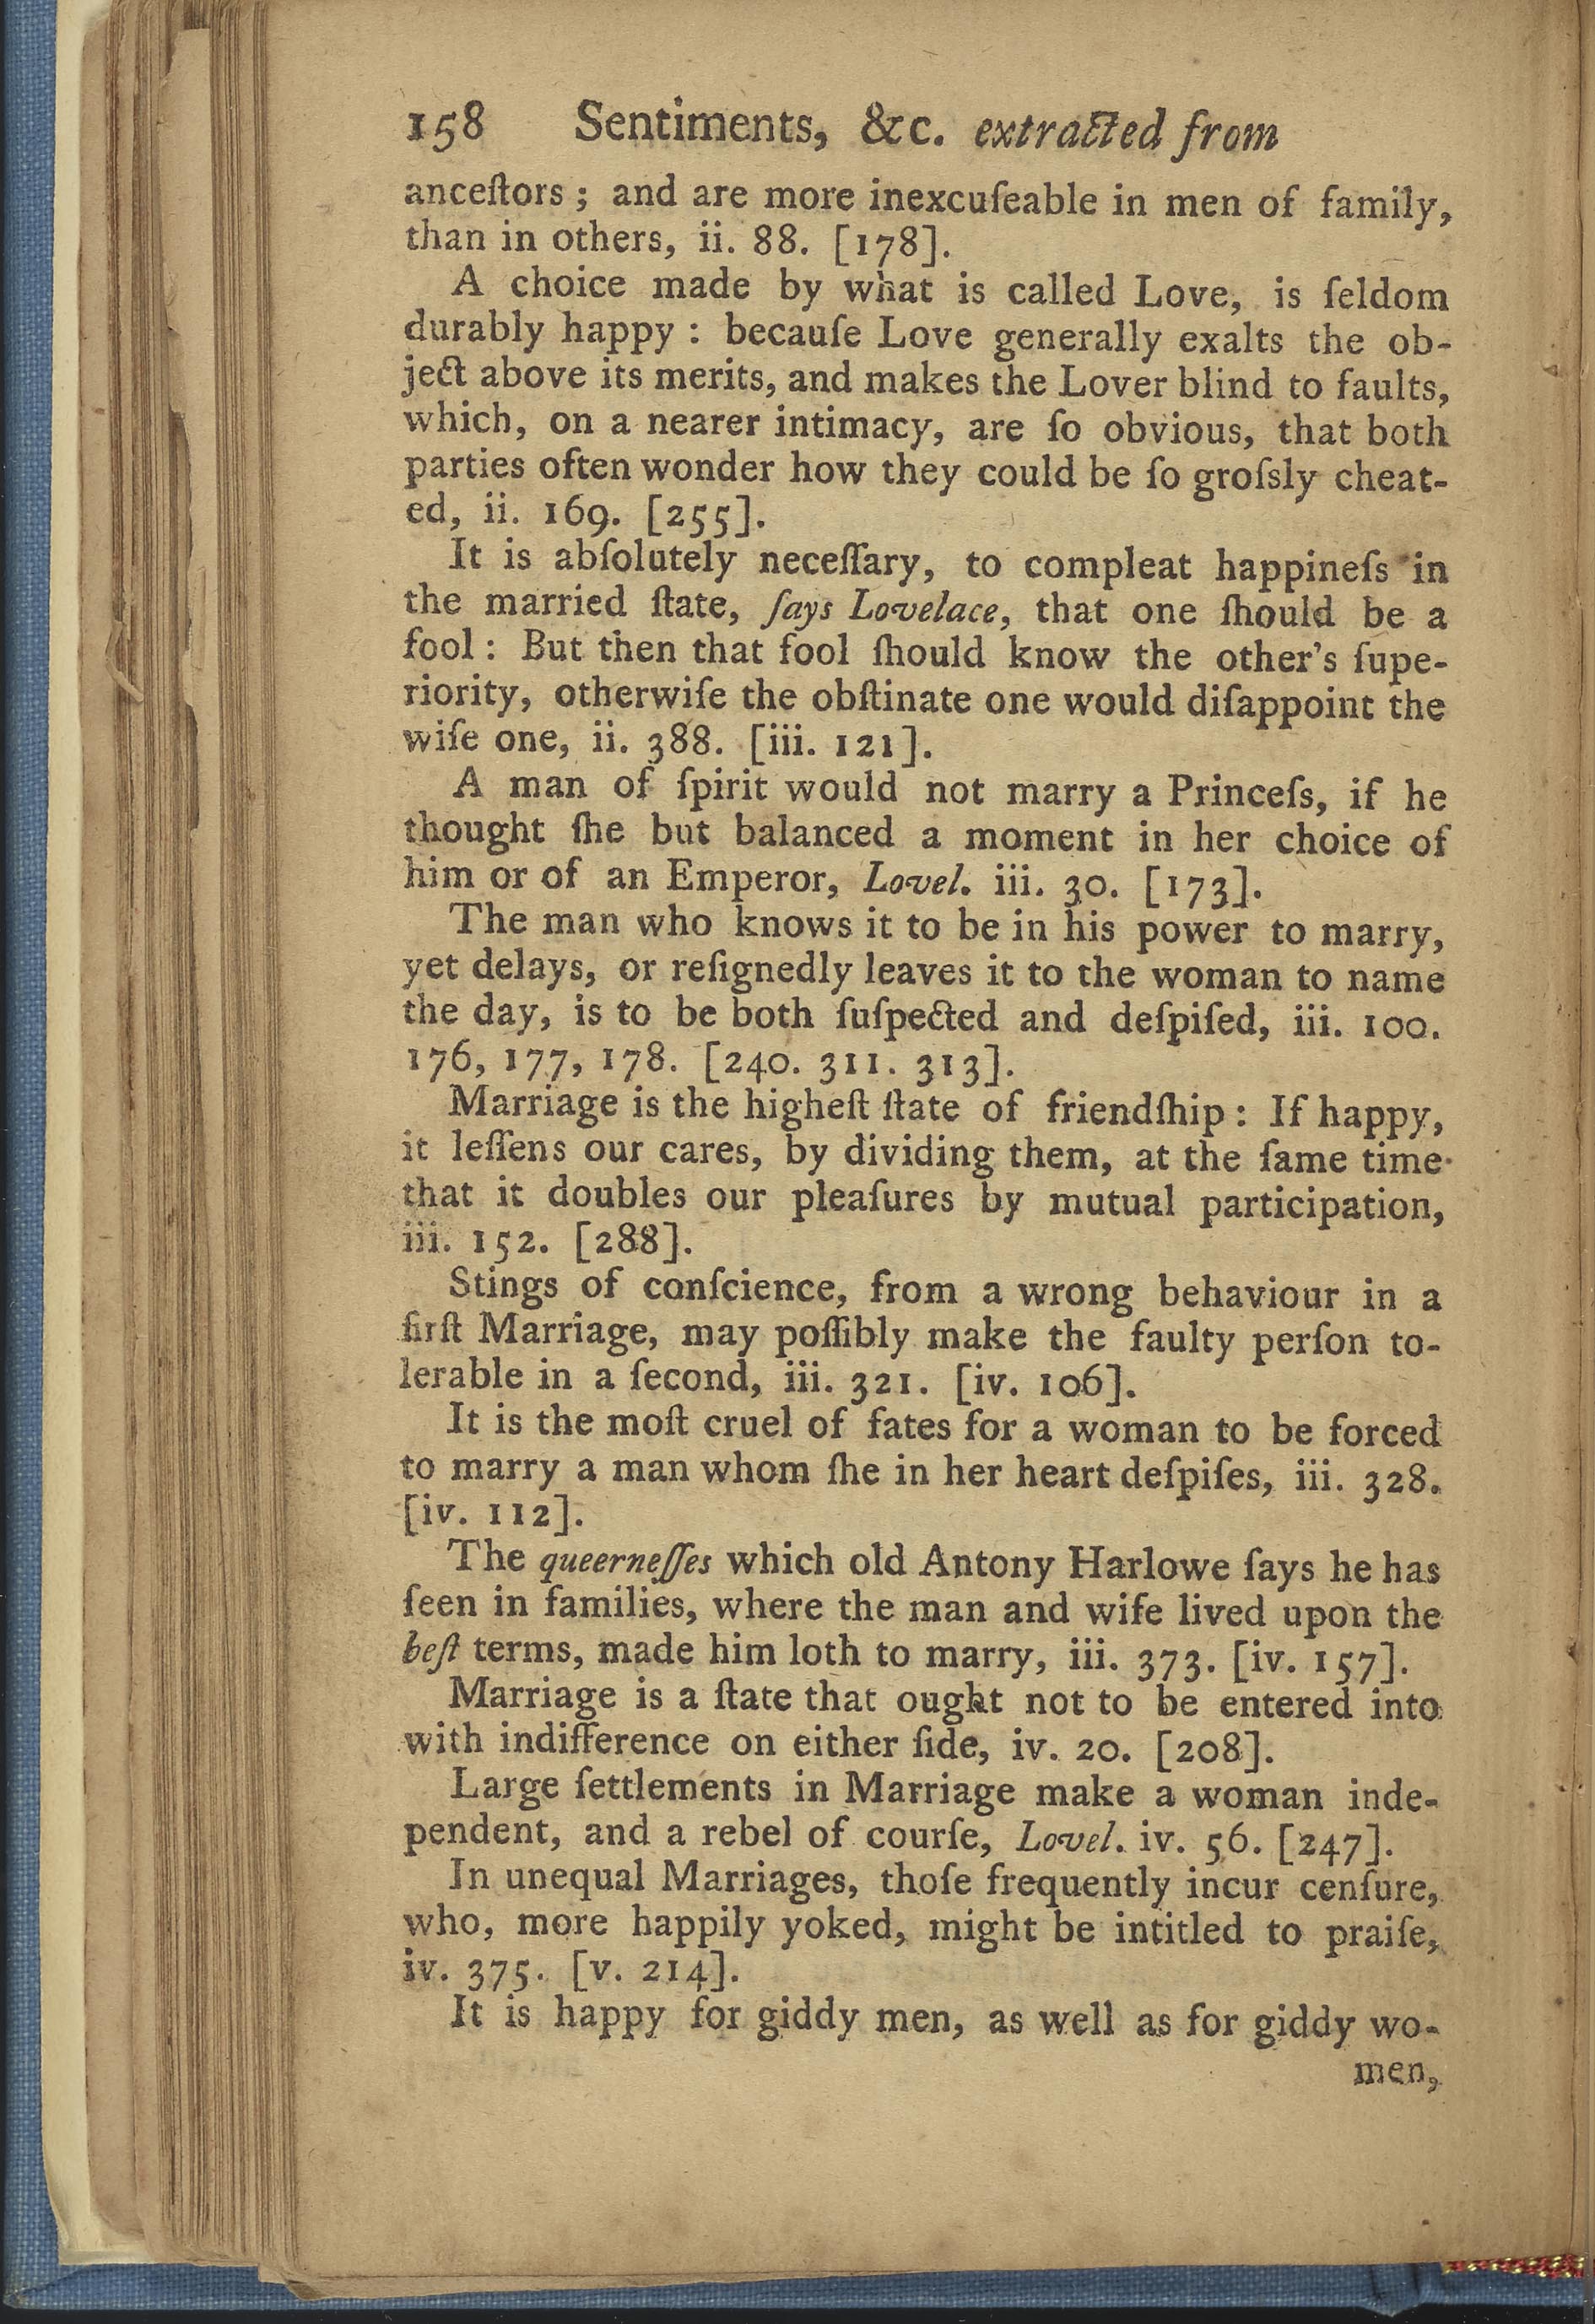 158 Sentiments, &c. extracted from
anceſtors ; and are more inexcuſeable in men of family,
than in others, ii. 88. [178].
A choice made by what is called Love, is ſeldom
durably happy : becauſe Love generally exalts the ob-
ject above its merits, and makes the Lover blind to faults,
which, on a nearer intimacy, are ſo obvious, that both
parties often wonder how they could be ſo groſsly cheat-
ed, ii. 169. [255].
It is abſolutely neceſſary, to compleat happineſs in
the married ſtate, ſays Lovelace, that one ſhould be a
fool : But then that fool ſhould know the other's ſupe-
riority, otherwiſe the obſtinate one would diſappoint the
wiſe one, ii. 388. [iii. 121].
A man of ſpirit would not marry a Princeſs, if he
thought ſhe but balanced a moment in her choice of
him or of an Emperor, Lovel. iii. 30. [173].
The man who knows it to be in his power to marry,
yet delays, or reſignedly leaves it to the woman to name
the day, is to be both ſuſpected and deſpiſed, iii. 100.
176, 177, 178. [240. 311. 313].
Marriage is the higheſt ſtate of friendſhip : If happy,
it leſſens our cares, by dividing them, at the ſame time
that it doubles our pleaſures by mutual participation,
iii. 152. [288].
Stings of conſcience, from a wrong behaviour in a
firſt Marriage, may poſſibly make the faulty perſon to-
lerable in a ſecond, iii. 321. [iv. 106].
It is the moſt cruel of fates for a woman to be forced
to marry a man whom ſhe in her heart deſpiſes, iii. 328.
[iv. 112].
The queerneſſes which old Antony Harlowe ſays he has
ſeen in families, where the man and wife lived upon the
beſt terms, made him loth to marry, iii. 373. [iv. 157].
Marriage is a ſtate that ought not to be entered into
with indifference on either ſide, iv. 20. [208].
Large ſettlements in Marriage make a woman inde-
pendent, and a rebel of courſe, Lovel. iv. 56. [247].
In unequal Marriages, thoſe frequently incur cenſure,
who, more happily yoked, might be intitled to praiſe,
iv. 375. [v. 214].
It is happy for giddy men, as well as for giddy wo-
men,